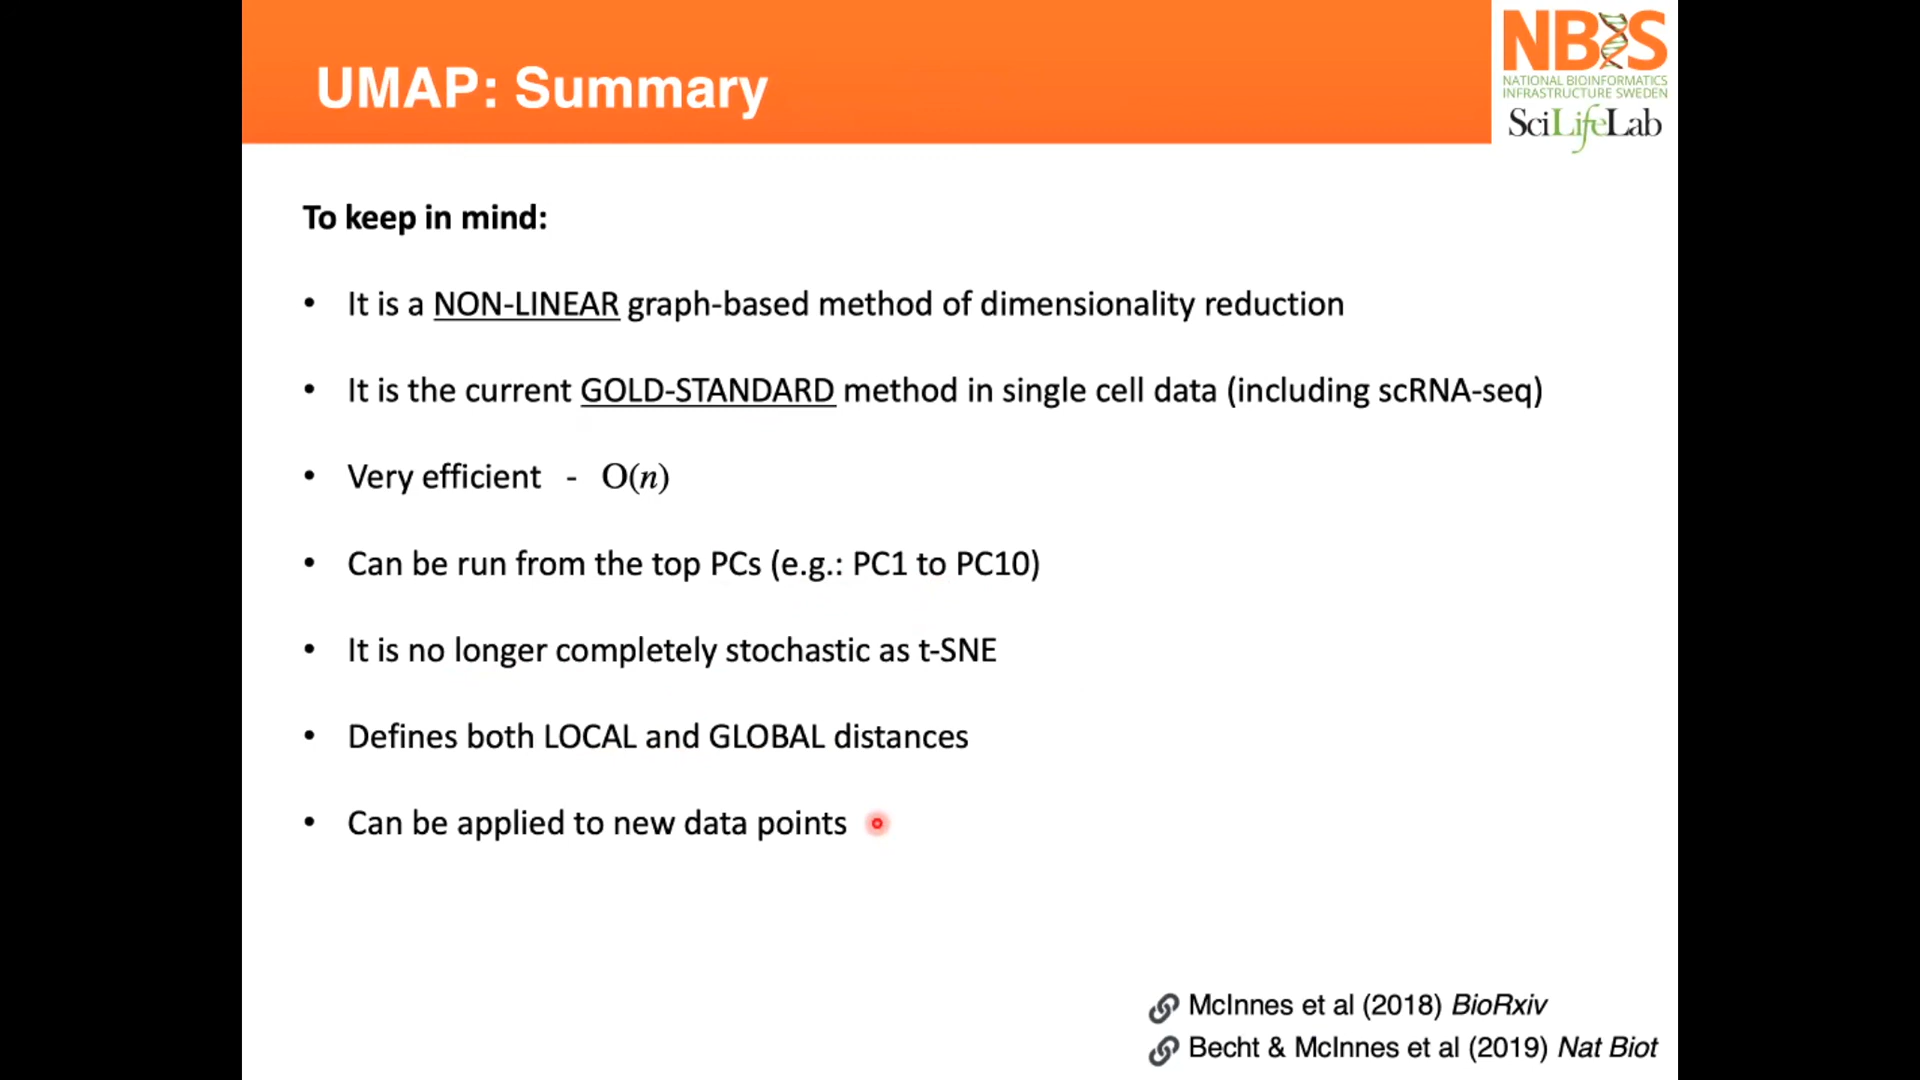 UMAP: Summary
NBIS
NATIONAL BIOINFORMATICS
INFRASTRUCTURE SWEDEN
SciLifeLab
To keep in mind:
• It is a NON-LINEAR graph-based method of dimensionality reduction
• It is the current GOLD-STANDARD method in single cell data (including scRNA-seq)
• Very efficient - O(n)
• Can be run from the top PCs (e.g.: PC1 to PC10)
• It is no longer completely stochastic as t-SNE
• Defines both LOCAL and GLOBAL distances
• Can be applied to new data points
McInnes et al (2018) BioRxiv
Becht & McInnes et al (2019) Nat Biot